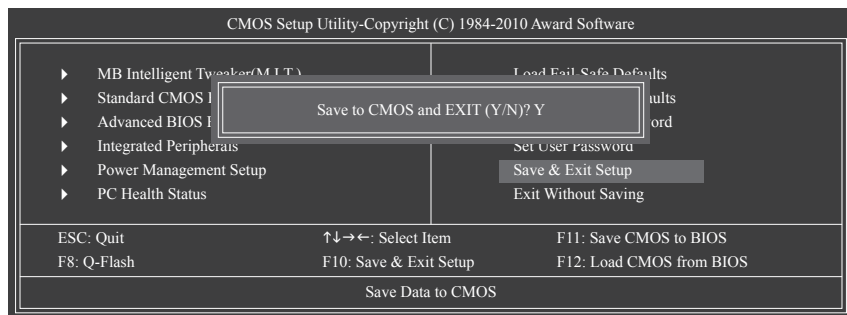 CMOS Setup Utility-Copyright (C) 1984-2010 Award Software
MB Intelligent Tweaker(M.I.T.)
Load Fail-Safe Defaults
Standard CMOS
Advanced BIOS
Save to CMOS and EXIT (Y/N)? Y
Integrated Peripherals
Set User Password
Power Management Setup
Save & Exit Setup
PC Health Status
Exit Without Saving
ESC: Quit
↑↓→←: Select Item
F11: Save CMOS to BIOS
F8: Q-Flash
F10: Save & Exit Setup
F12: Load CMOS from BIOS
Save Data to CMOS